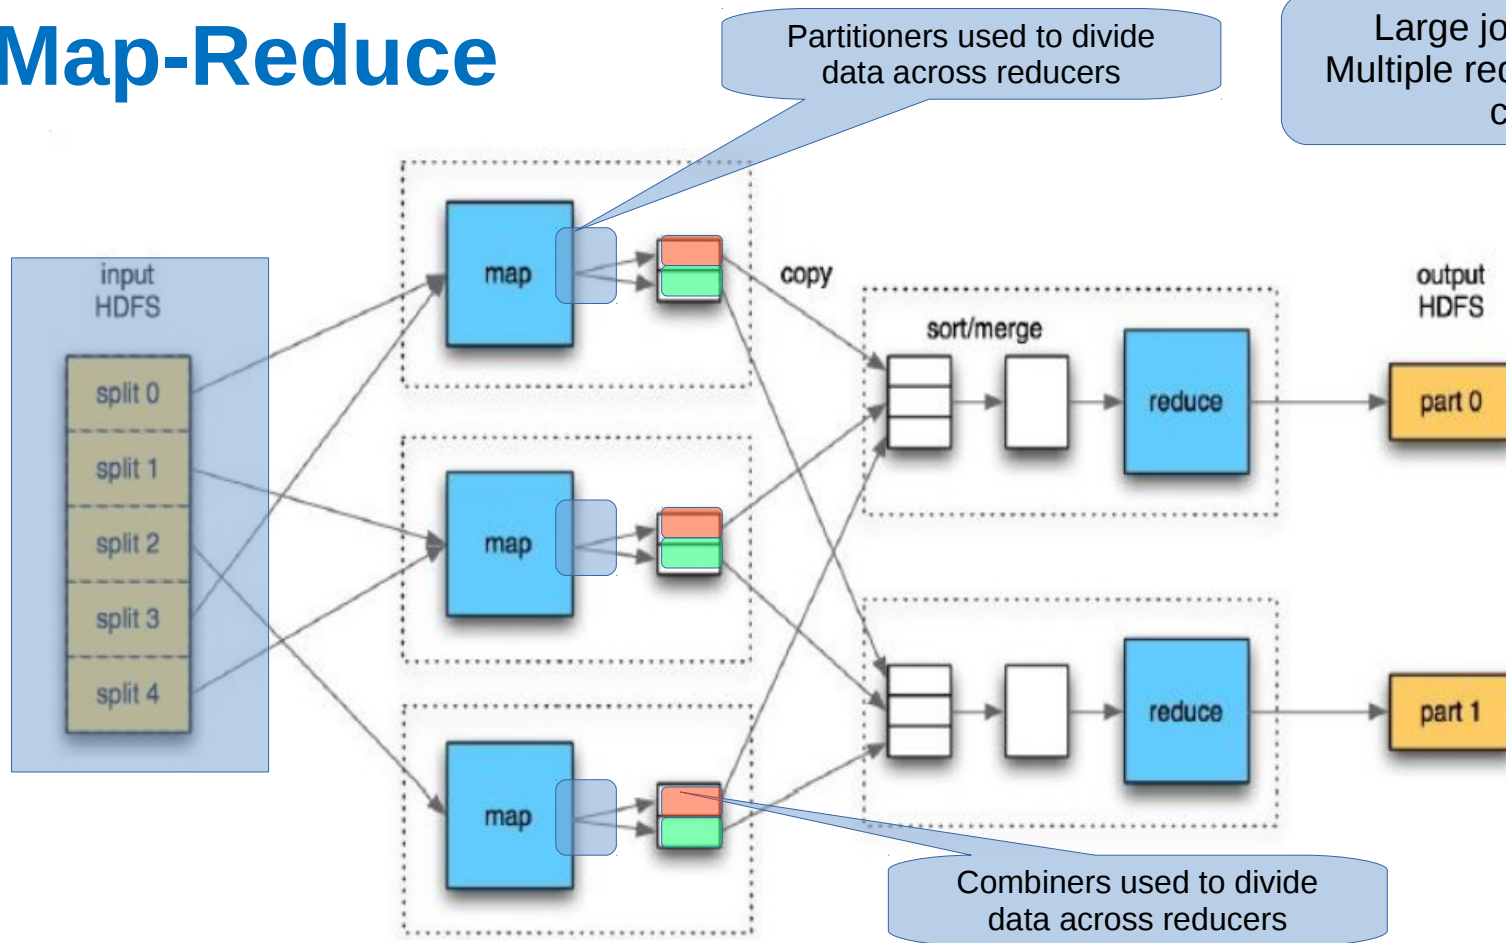 Map-Reduce
Partitioners used to divide
data across reducers
Large jo
Multiple red
c
input
HDFS
split 0
split 1
split 2
split 3
split 4
map
map
map
copy
sort/merge
reduce
reduce
output
HDFS
part 0
part 1
Combiners used to divide
data across reducers